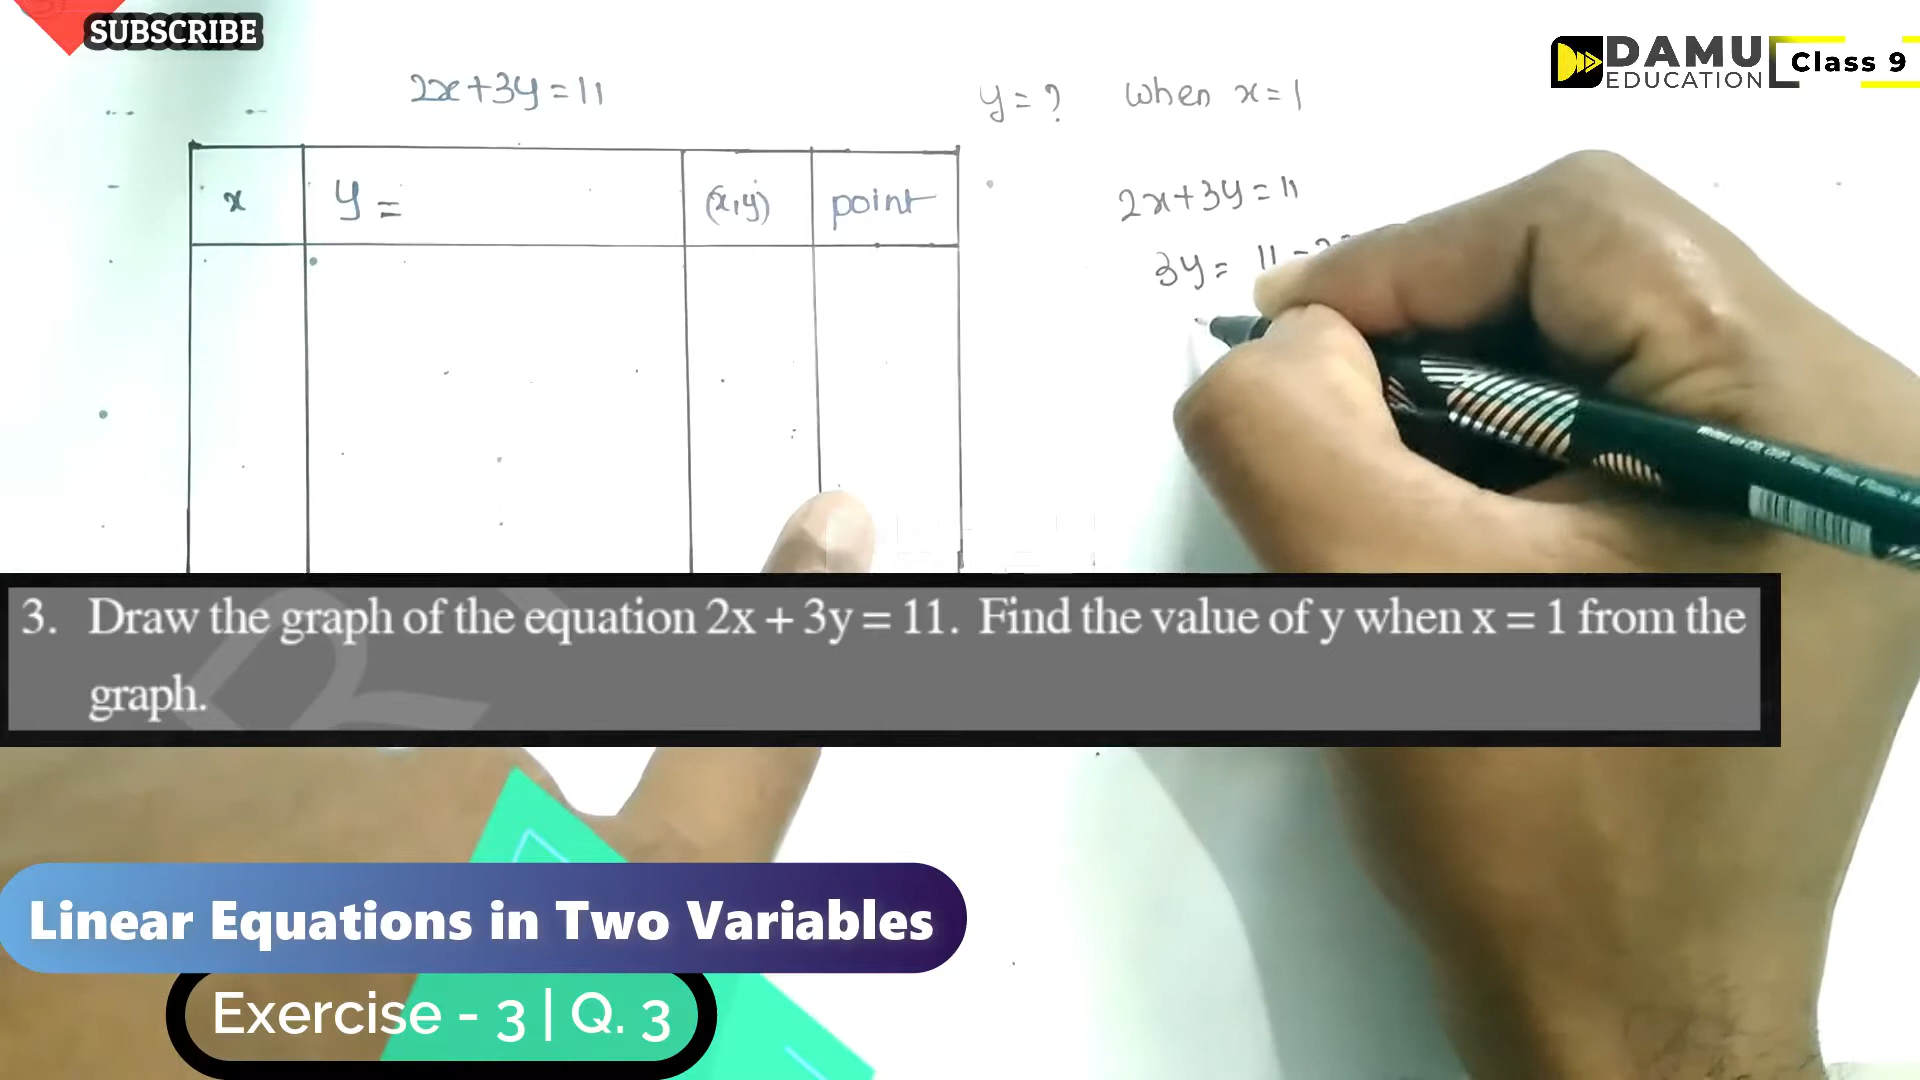 SUBSCRIBE
DAMU
EDUCATION
Class 9
2x+3y=11
y=? When x=1
x
y=
(x,y)
point
2x+3y=11
3y= 11-
3. Draw the graph of the equation 2x + 3y = 11. Find the value of y when x = 1 from the
graph.
Linear Equations in Two Variables
Exercise - 3 | Q. 3